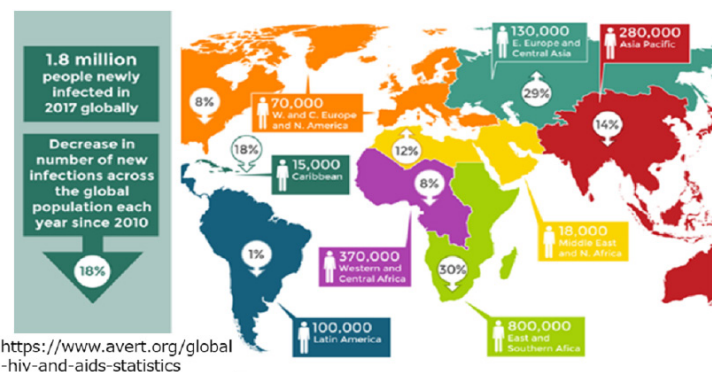 1.8 million
people newly
infected in
2017 globally
Decrease in
number of new
infections across
the global
population each
year since 2010
18%
8%
70,000
W. and C. Europe
and N. America
130,000
E. Europe and
Central Asia
29%
280,000
Asia Pacific
14%
18%
15,000
Caribbean
12%
8%
18,000
Middle East
and N. Africa
370,000
Western and
Central Africa
1%
30%
100,000
Latin America
800,000
East and
Southern Afica
https://www.avert.org/global
-hiv-and-aids-statistics